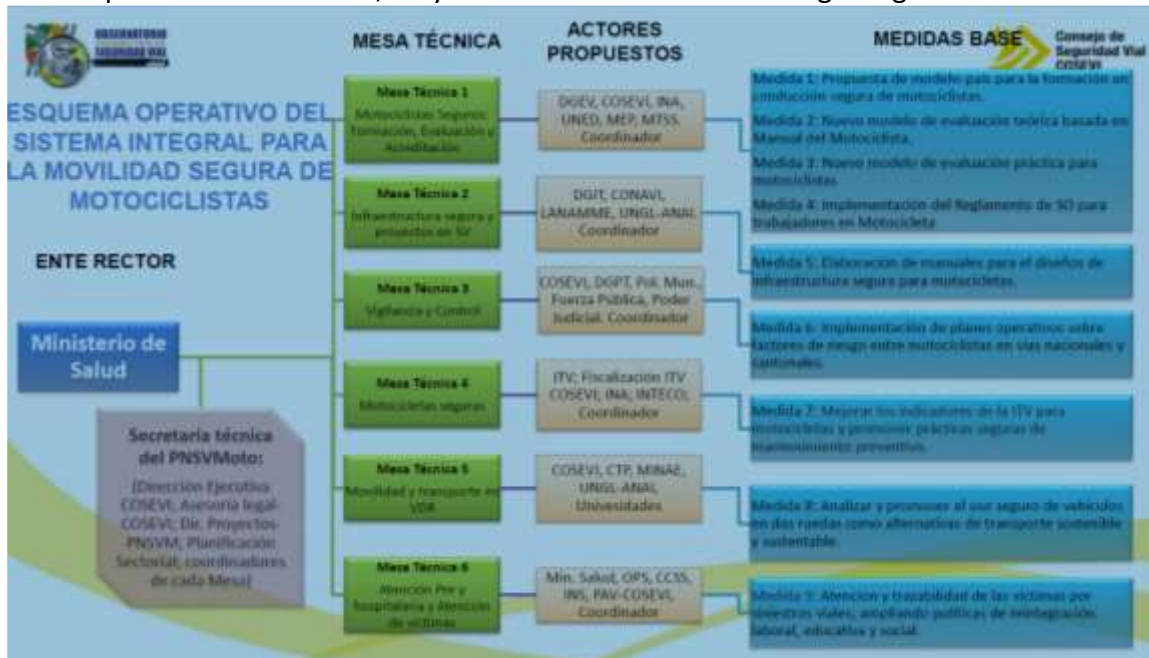 OBSERVATORIO
SEGURIDAD VIAL
ESQUEMA OPERATIVO DEL
SISTEMA INTEGRAL PARA
LA MOVILIDAD SEGURA DE
MOTOCICLISTAS
ENTE RECTOR
Ministerio de
Salud
Secretaría técnica
del PNSVMoto:
(Dirección Ejecutiva
COSEVI; Asesoría legal-
COSEVI; Dir. Proyectos-
PNSVM; Planificación
Sectorial; coordinadores
de cada Mesa)
MESA TÉCNICA
Mesa Técnica 1
Motociclistas Seguros:
Formación, Evaluación y
Acreditación
Mesa Técnica 2
Infraestructura segura y
proyectos en SV
Mesa Técnica 3
Vigilancia y Control
Mesa Técnica 4
Motocicletas seguras
Mesa Técnica 5
Movilidad y transporte en
VDR
Mesa Técnica 6
Atención Pre y
hospitalaria y Atención
de víctimas
ACTORES
PROPUESTOS
DGEV, COSEVI, INA,
UNED, MEP, MTSS.
Coordinador
DGIT, CONAVI,
LANAMME, UNGL-ANAI,
Coordinador
COSEVI, DGPT, Pol. Mun.,
Fuerza Pública, Poder
Judicial. Coordinador
ITV; Fiscalización ITV
COSEVI, INA, INTECO,
Coordinador
COSEVI, CTP, MINAE,
UNGL-ANAI,
Univesidades
Min. Salud, OPS, CCSS,
INS, PAV-COSEVI,
Coordinador
MEDIDAS BASE
Consejo de
Seguridad Vial
COSEVI
Medida 1: Propuesta de modelo país para la formación en
conducción segura de motociclistas.
Medida 2: Nuevo modelo de evaluación teórica basada en
Manual del Motociclista.
Medida 3: Nuevo modelo de evaluación práctica para
motociclistas
Medida 4: Implementación del Reglamento de SO para
trabajadores en Motocicleta
Medida 5: Elaboración de manuales para el diseños de
infraestructura segura para motocicletas.
Medida 6: Implementación de planes operativos sobre
factores de riesgo entre motociclistas en vías nacionales y
cantonales.
Medida 7: Mejorar los indicadores de la ITV para
motocicletas y promover prácticas seguras de
mantenimiento preventivo.
Medida 8: Analizar y promover el uso seguro de vehículos
en dos ruedas como alternativas de transporte sostenible
y sustentable.
Medida 9: Atención y trazabilidad de las víctimas por
siniestros viales, ampliando políticas de reintegración
laboral, educativa y social.